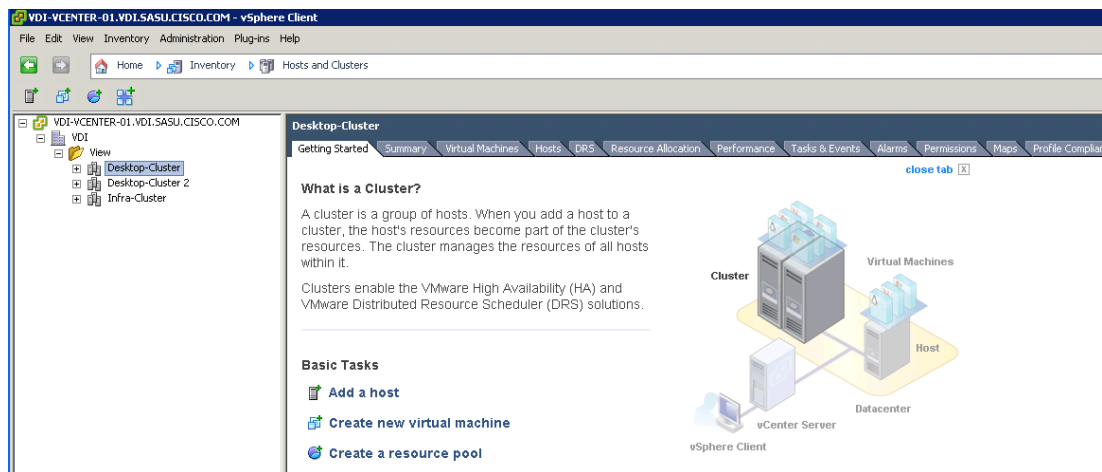 VDI-VCENTER-01.VDI.SASU.CISCO.COM - vSphere Client
File Edit View Inventory Administration Plug-ins Help
Home Inventory Hosts and Clusters
VDI-VCENTER-01.VDI.SASU.CISCO.COM
VDI
View
Desktop-Cluster
Desktop-Cluster 2
Infra-Cluster
Desktop-Cluster
Getting Started Summary Virtual Machines Hosts DRS Resource Allocation Performance Tasks & Events Alarms Permissions Maps Profile Complian
close tab X
What is a Cluster?
A cluster is a group of hosts. When you add a host to a
cluster, the host's resources become part of the cluster's
resources. The cluster manages the resources of all hosts
within it.
Clusters enable the VMware High Availability (HA) and
VMware Distributed Resource Scheduler (DRS) solutions.
Basic Tasks
Add a host
Create new virtual machine
Create a resource pool
Virtual Machines
Cluster
Host
Datacenter
vCenter Server
vSphere Client